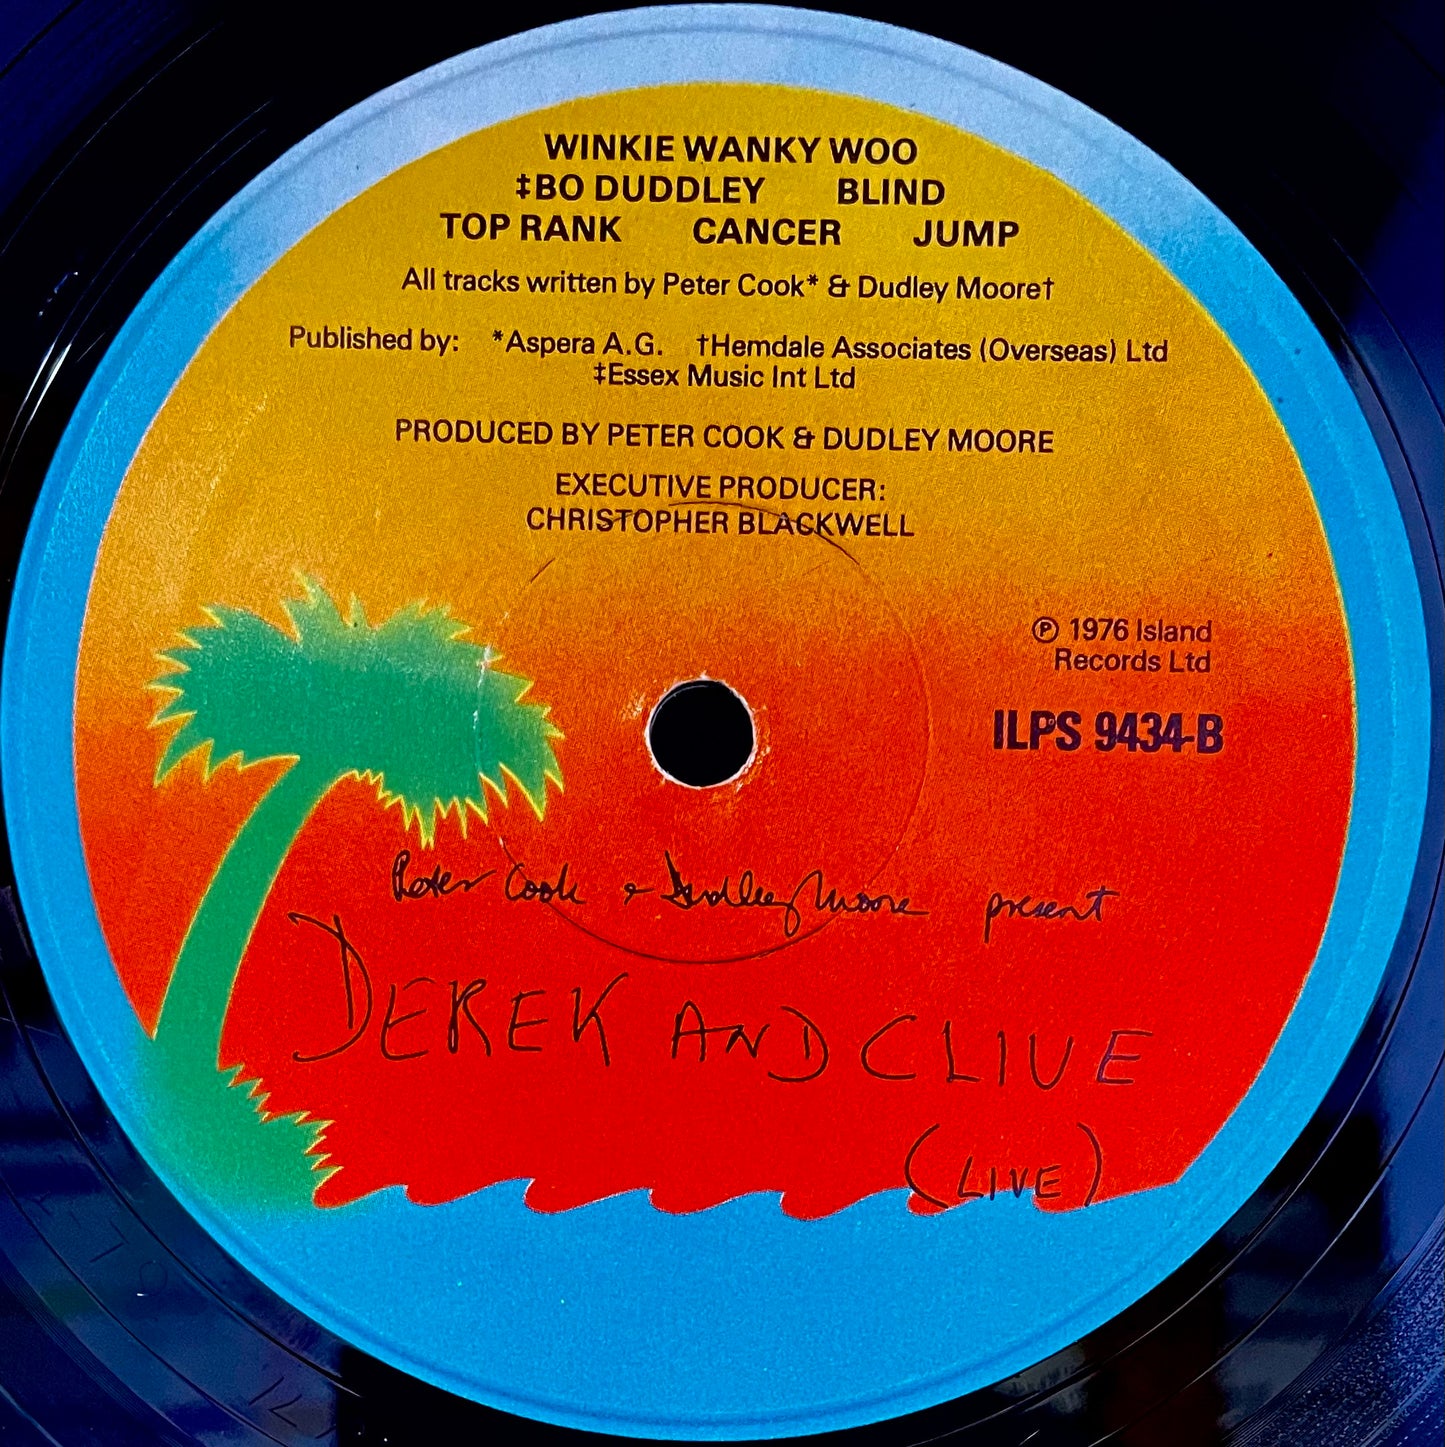 WINKIE WANKY WOO
‡BO DUDDLEY BLIND
TOP RANK CANCER JUMP
All tracks written by Peter Cook* & Dudley Moore†
Published by: *Aspera A.G. †Hemdale Associates (Overseas) Ltd
‡Essex Music Int Ltd
PRODUCED BY PETER COOK & DUDLEY MOORE
EXECUTIVE PRODUCER:
CHRISTOPHER BLACKWELL
℗ 1976 Island
Records Ltd
ILPS 9434-B
Peter Cook & Dudley Moore present
DEREK AND CLIVE
(LIVE)